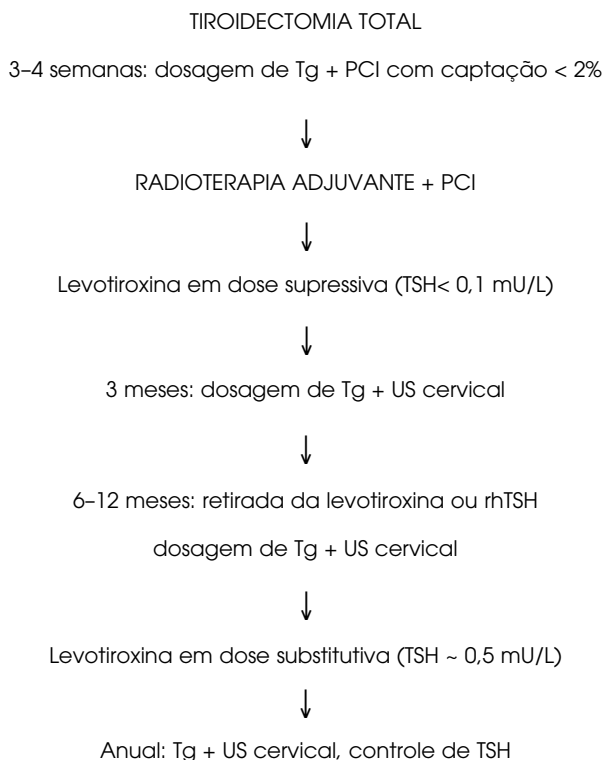 TIROIDECTOMIA TOTAL
3–4 semanas: dosagem de Tg + PCI com captação < 2%
↓
RADIOTERAPIA ADJUVANTE + PCI
↓
Levotiroxina em dose supressiva (TSH< 0,1 mU/L)
↓
3 meses: dosagem de Tg + US cervical
↓
6–12 meses: retirada da levotiroxina ou rhTSH
dosagem de Tg + US cervical
↓
Levotiroxina em dose substitutiva (TSH ~ 0,5 mU/L)
↓
Anual: Tg + US cervical, controle de TSH